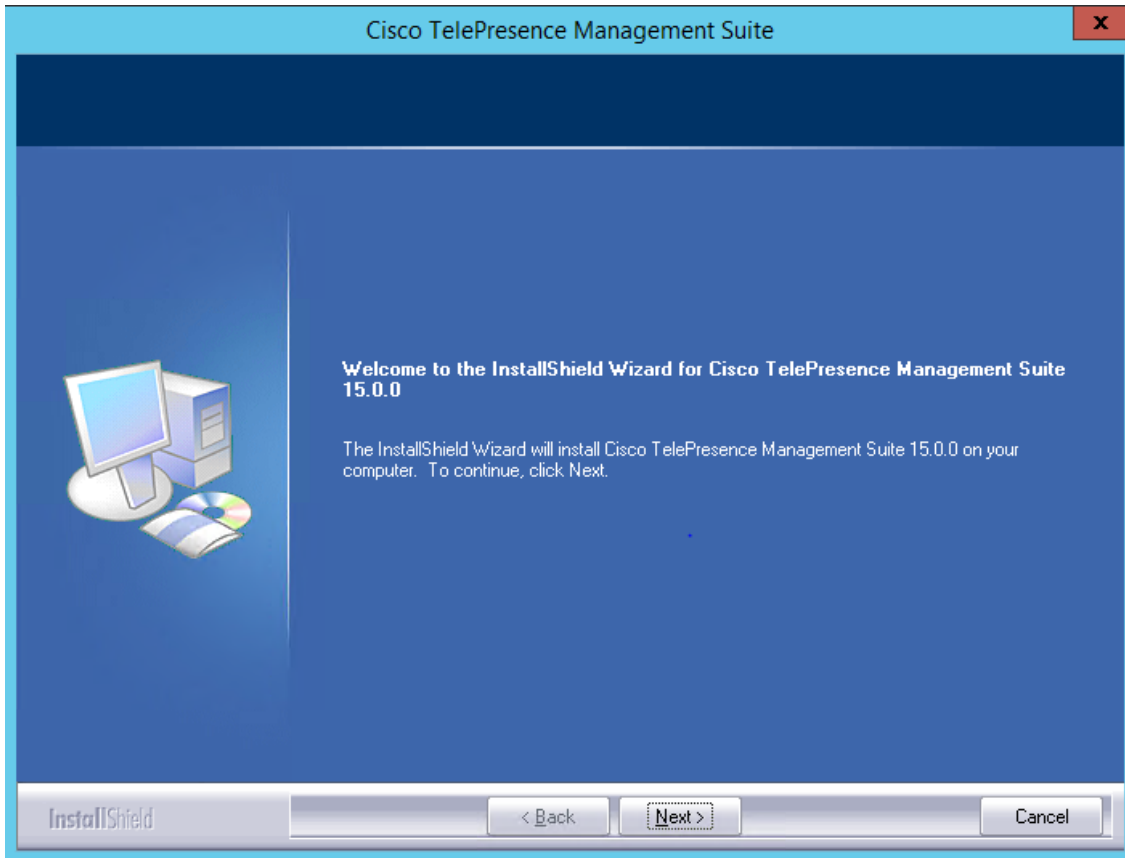 Cisco TelePresence Management Suite
x
Welcome to the InstallShield Wizard for Cisco TelePresence Management Suite
15.0.0
The InstallShield Wizard will install Cisco TelePresence Management Suite 15.0.0 on your
computer. To continue, click Next.
InstallShield
< Back
Next >
Cancel